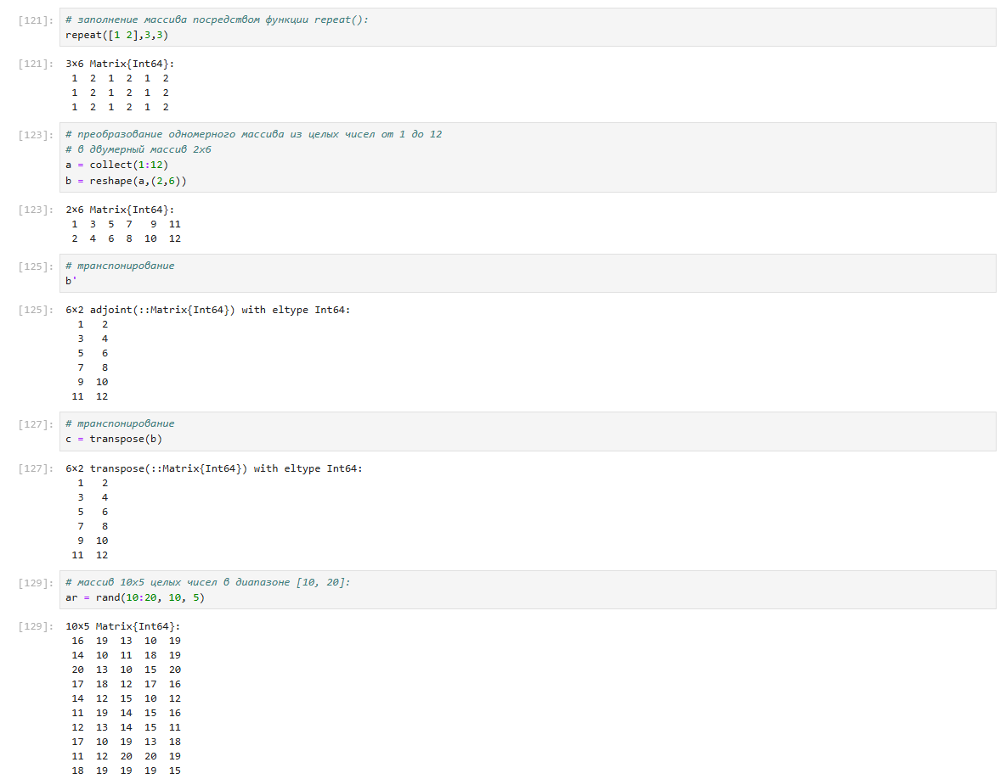 [121]: # заполнение массива посредством функции repeat():
repeat([1 2],3,3)
[121]: 3×6 Matrix{Int64}:
1 2 1 2 1 2
1 2 1 2 1 2
1 2 1 2 1 2
[123]: # преобразование одномерного массива из целых чисел от 1 до 12
# в двумерный массив 2x6
a = collect(1:12)
b = reshape(a,(2,6))
[123]: 2×6 Matrix{Int64}:
1 3 5 7 9 11
2 4 6 8 10 12
[125]: # транспонирование
b'
[125]: 6×2 adjoint(::Matrix{Int64}) with eltype Int64:
1 2
3 4
5 6
7 8
9 10
11 12
[127]: # транспонирование
c = transpose(b)
[127]: 6×2 transpose(::Matrix{Int64}) with eltype Int64:
1 2
3 4
5 6
7 8
9 10
11 12
[129]: # массив 10x5 целых чисел в диапазоне [10, 20]:
ar = rand(10:20, 10, 5)
[129]: 10×5 Matrix{Int64}:
16 19 13 10 19
14 10 11 18 19
20 13 10 15 20
17 18 12 17 16
14 12 15 10 12
11 19 14 15 16
12 13 14 15 11
17 10 19 13 18
11 12 20 20 19
18 19 19 19 15